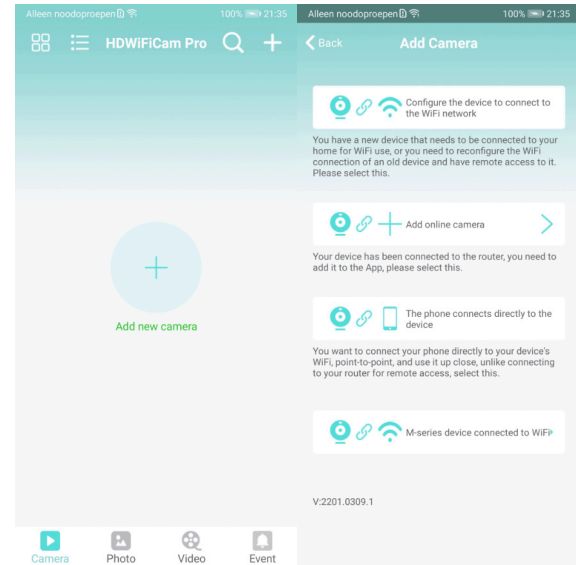 Alleen noodoproepen 100% 21:35
HDWiFiCam Pro
Add new camera
Camera Photo Video Event
Alleen noodoproepen 100% 21:35
Back Add Camera
Configure the device to connect to
the WiFi network
You have a new device that needs to be connected to your
home for WiFi use, or you need to reconfigure the WiFi
connection of an old device and have remote access to it.
Please select this.
Add online camera
Your device has been connected to the router, you need to
add it to the App, please select this.
The phone connects directly to the
device
You want to connect your phone directly to your device's
WiFi, point-to-point, and use it up close, unlike connecting
to your router for remote access, select this.
M-series device connected to WiFi
V:2201.0309.1